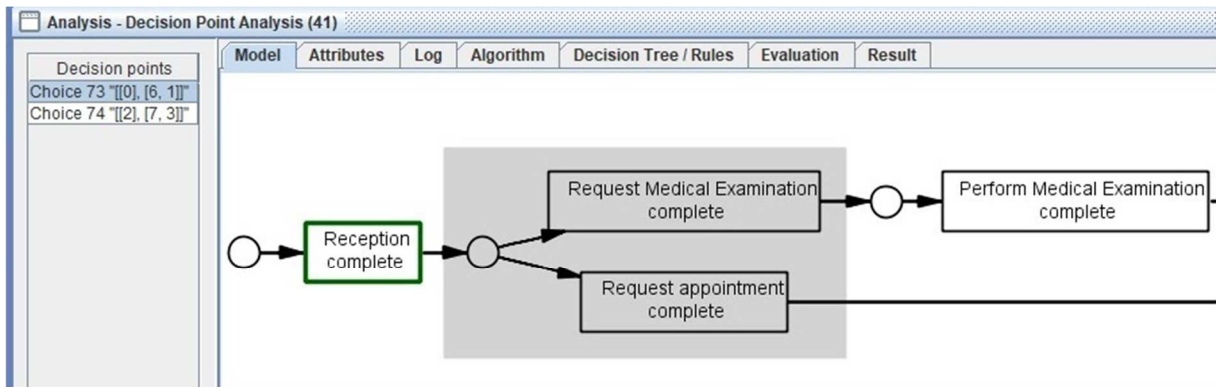 Analysis - Decision Point Analysis (41)
Decision points
Choice 73 "[[0], [6, 1]]"
Choice 74 "[[2], [7, 3]]"
Model Attributes Log Algorithm Decision Tree / Rules Evaluation Result
Reception
complete
Request Medical Examination
complete
Request appointment
complete
Perform Medical Examination
complete